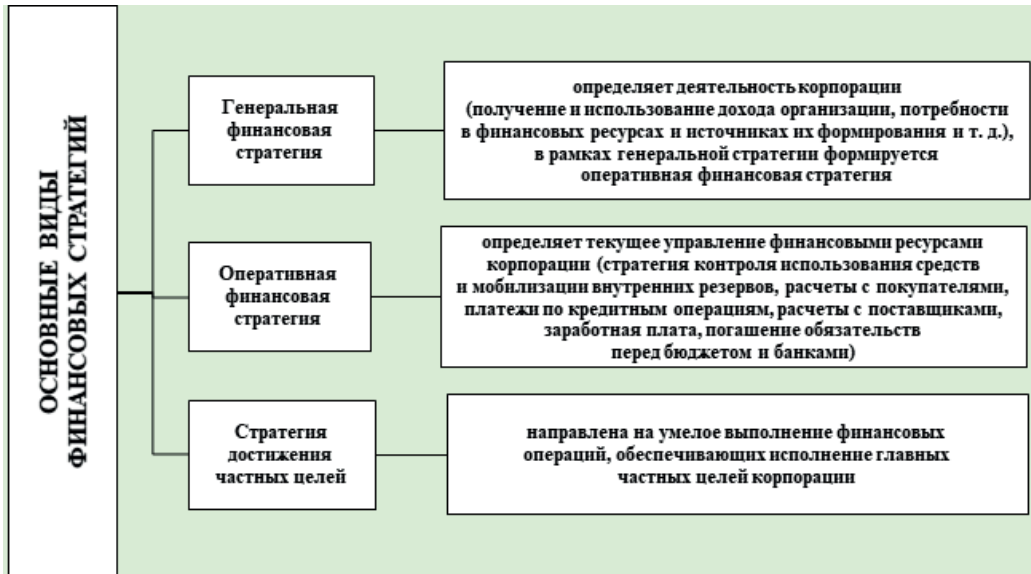 ОСНОВНЫЕ ВИДЫ
ФИНАНСОВЫХ СТРАТЕГИЙ
Генеральная
финансовая
стратегия
определяет деятельность корпорации
(получение и использование дохода организации, потребности
в финансовых ресурсах и источниках их формирования и т. д.),
в рамках генеральной стратегии формируется
оперативная финансовая стратегия
Оперативная
финансовая
стратегия
определяет текущее управление финансовыми ресурсами
корпорации (стратегия контроля использования средств
и мобилизации внутренних резервов, расчеты с покупателями,
платежи по кредитным операциям, расчеты с поставщиками,
заработная плата, погашение обязательств
перед бюджетом и банками)
Стратегия
достижения
частных целей
направлена на умелое выполнение финансовых
операций, обеспечивающих исполнение главных
частных целей корпорации